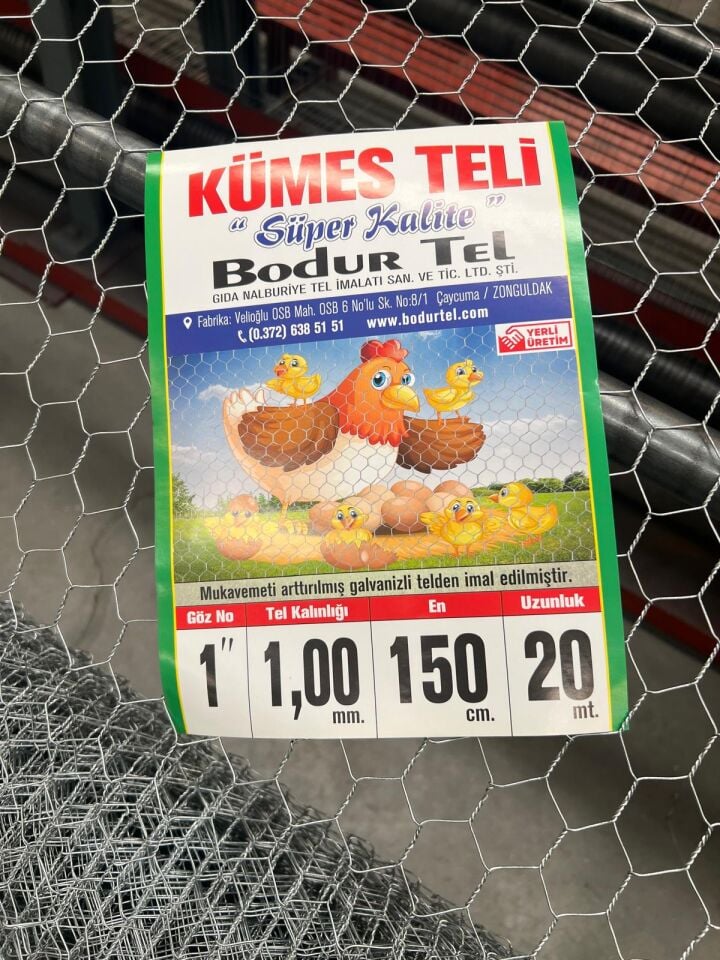 KÜMES TELİ
“ Süper Kalite ”
Bodur Tel
GIDA NALBURİYE TEL İMALATI SAN. VE TİC. LTD. ŞTİ.
Fabrika: Velioğlu OSB Mah. OSB 6 No'lu Sk. No:8/1 Çaycuma / ZONGULDAK
(0.372) 638 51 51 www.bodurtel.com
YERLİ
ÜRETİM
Mukavemeti arttırılmış galvanizli telden imal edilmiştir.
Göz No Tel Kalınlığı En Uzunluk
1" 1,00 mm. 150 cm. 20 mt.